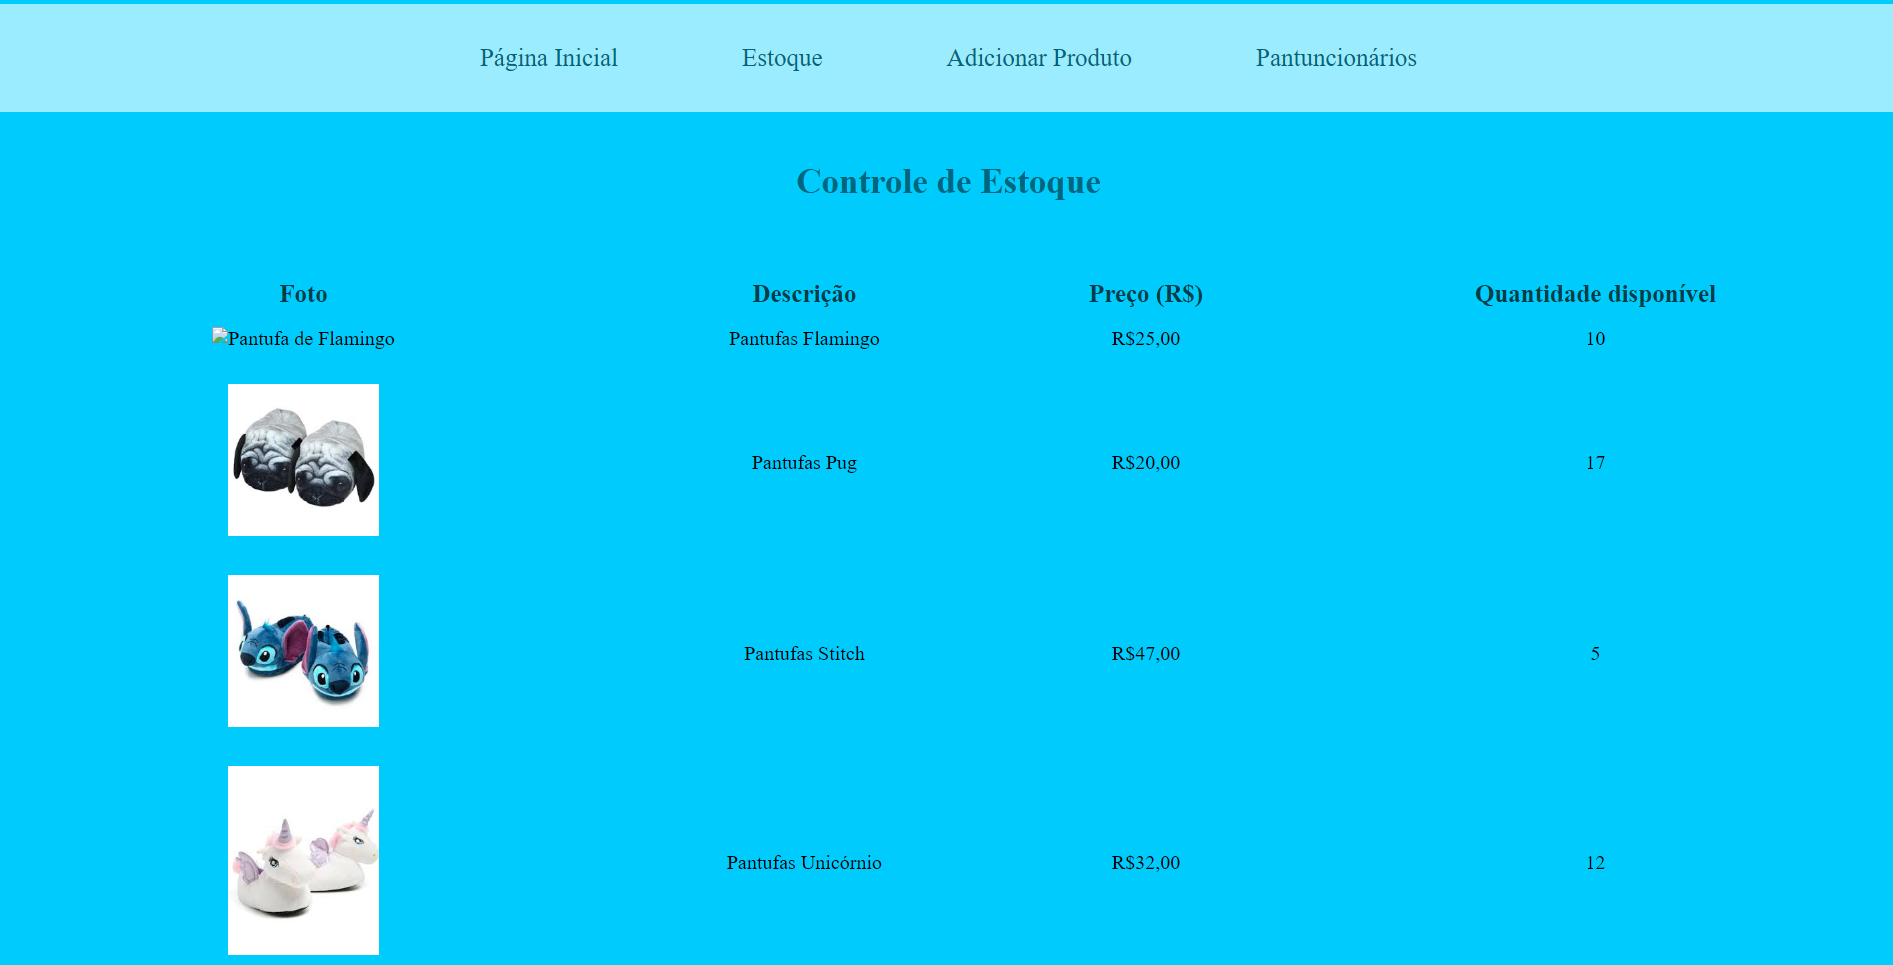 Página Inicial Estoque Adicionar Produto Pantuncionários
Controle de Estoque
Foto Descrição Preço (R$) Quantidade disponível
Pantufa de Flamingo Pantufas Flamingo R$25,00 10
Pantufas Pug R$20,00 17
Pantufas Stitch R$47,00 5
Pantufas Unicórnio R$32,00 12